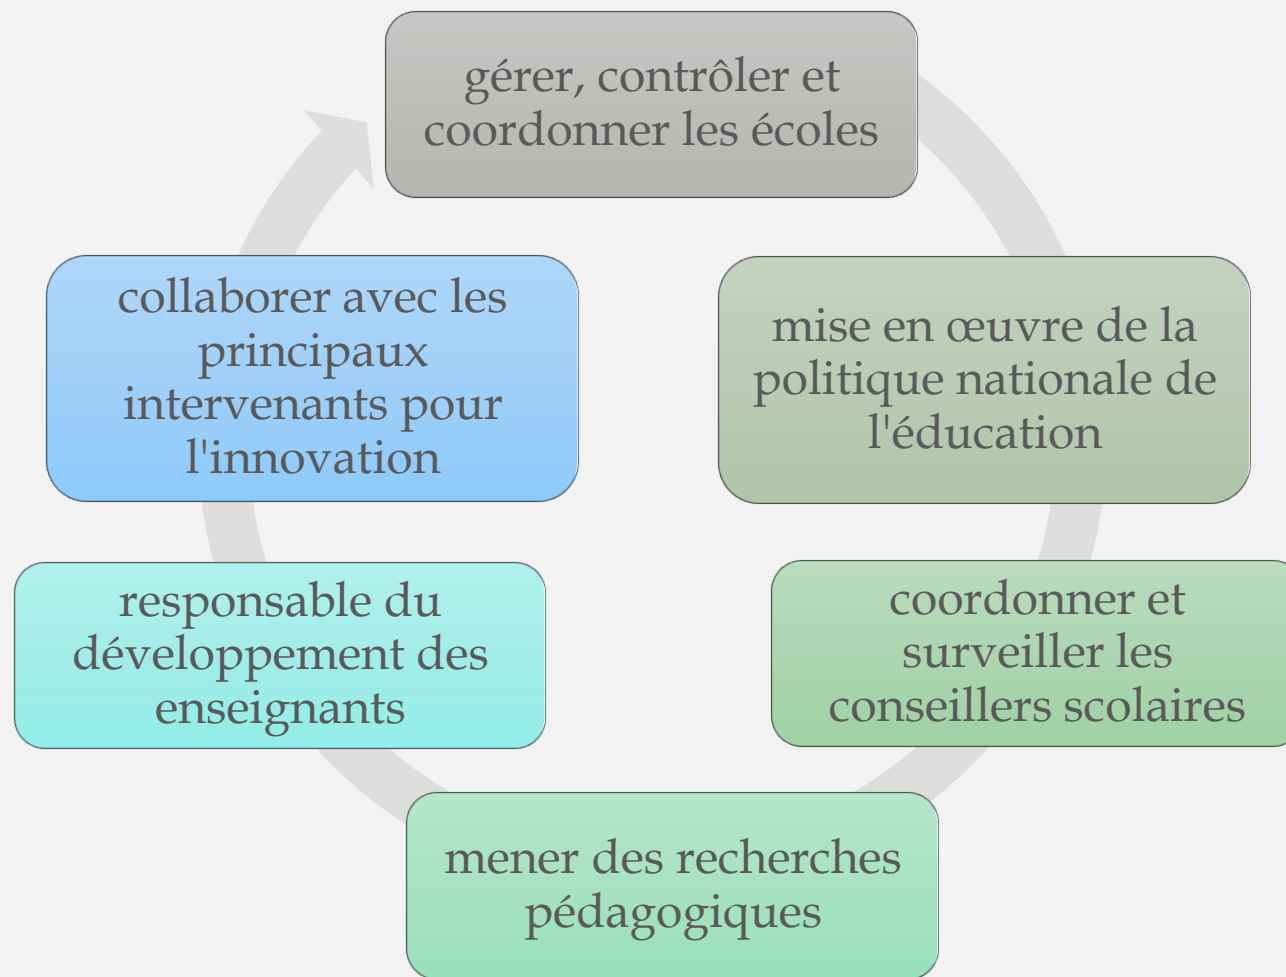 gérer, contrôler et
coordonner les écoles
mise en œuvre de la
politique nationale de
l'éducation
coordonner et
surveiller les
conseillers scolaires
mener des recherches
pédagogiques
responsable du
développement des
enseignants
collaborer avec les
principaux
intervenants pour
l'innovation